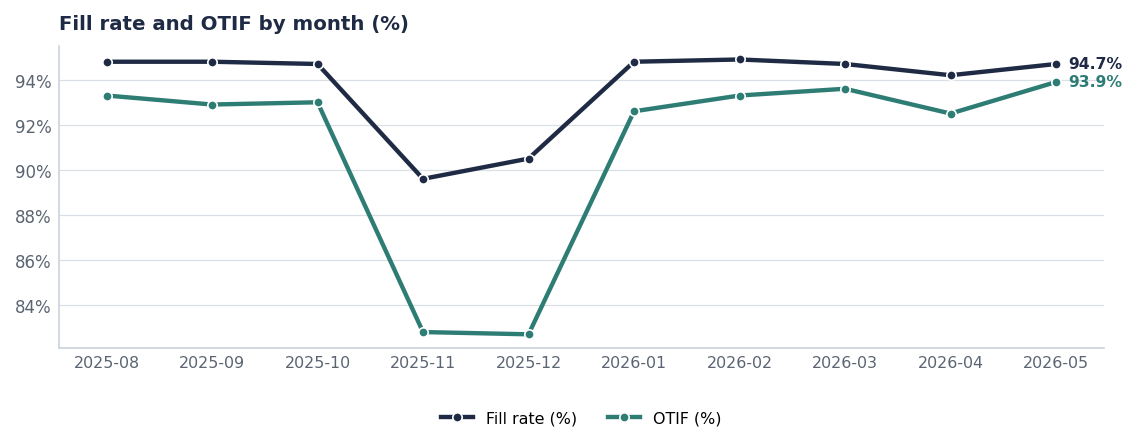 Fill rate and OTIF by month (%)
94.7%
94%
93.9%
92%
90%
88%
86%
84%
2025-08 2025-09 2025-10 2025-11 2025-12 2026-01 2026-02 2026-03 2026-04 2026-05
Fill rate (%) OTIF (%)